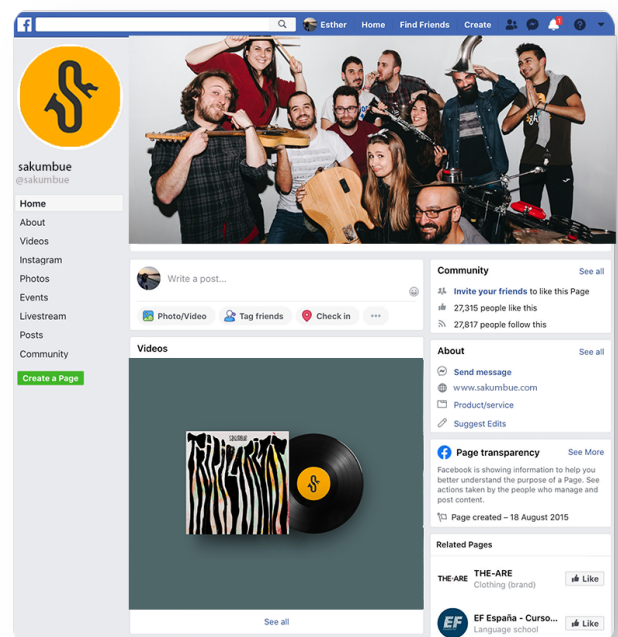 Esther Home Find Friends Create
1
sakumbue
@sakumbue
Home
About
Videos
Instagram
Photos
Events
Livestream
Posts
Community
Create a Page
Write a post...
Photo/Video
Tag friends
Check in
Videos
sakumbue
See all
Community
See all
Invite your friends to like this Page
27,315 people like this
27,817 people follow this
About
See all
Send message
www.sakumbue.com
Product/service
Suggest Edits
Page transparency
See More
Facebook is showing information to help you
better understand the purpose of a Page. See
actions taken by the people who manage and
post content.
Page created – 18 August 2015
Related Pages
THE-ARE
THE-ARE
Clothing (brand)
Like
EF
EF España - Curso...
Language school
Like